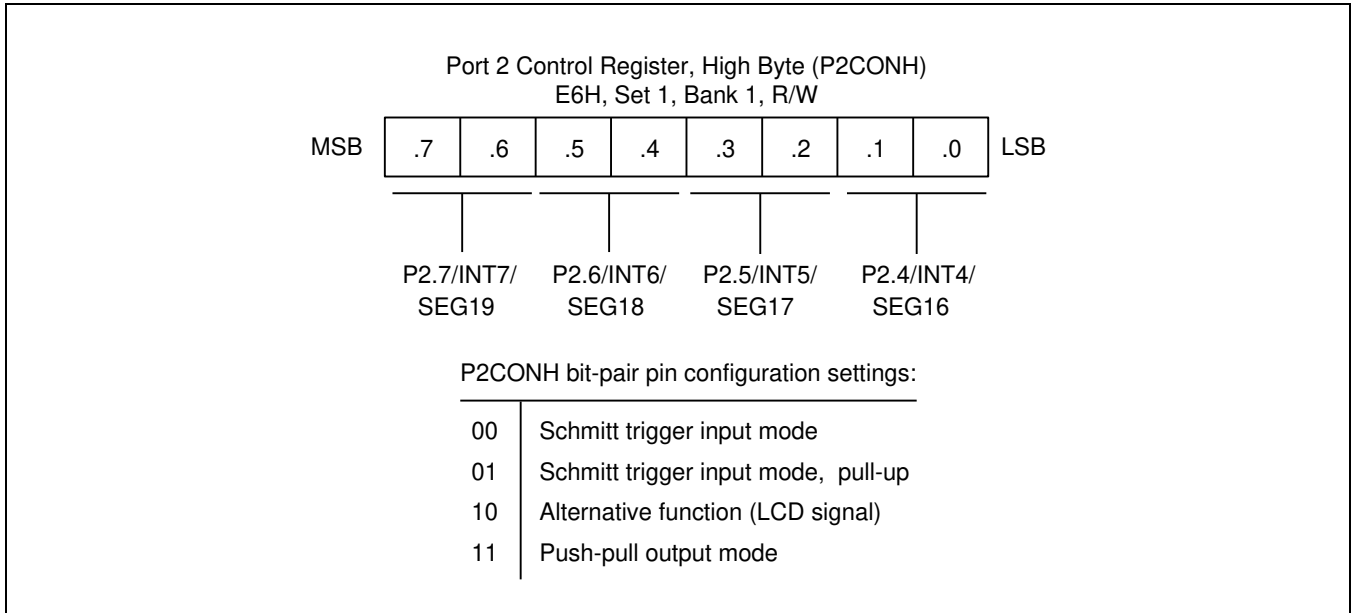 Port 2 Control Register, High Byte (P2CONH)
E6H, Set 1, Bank 1, R/W
MSB .7 .6 .5 .4 .3 .2 .1 .0 LSB
P2.7/INT7/ P2.6/INT6/ P2.5/INT5/ P2.4/INT4/
SEG19 SEG18 SEG17 SEG16
P2CONH bit-pair pin configuration settings:
00 Schmitt trigger input mode
01 Schmitt trigger input mode, pull-up
10 Alternative function (LCD signal)
11 Push-pull output mode